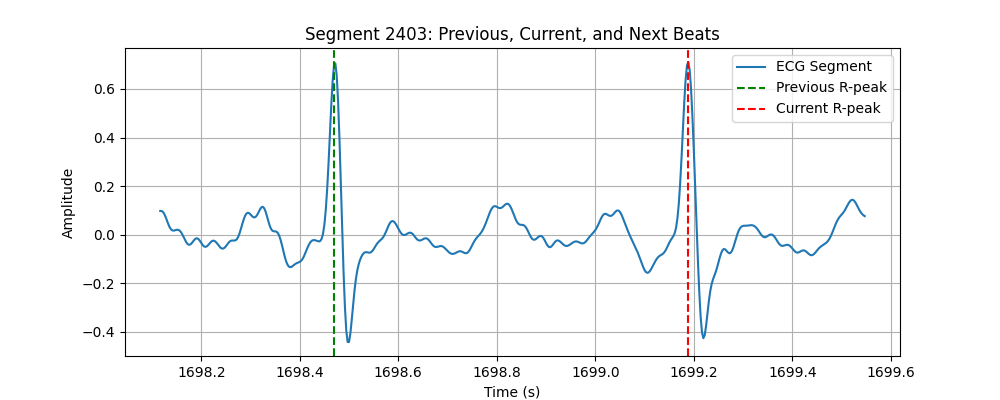 Segment 2403: Previous, Current, and Next Beats
ECG Segment
Previous R-peak
Current R-peak
Amplitude
0.6
0.4
0.2
0.0
−0.2
−0.4
1698.2 1698.4 1698.6 1698.8 1699.0 1699.2 1699.4 1699.6
Time (s)